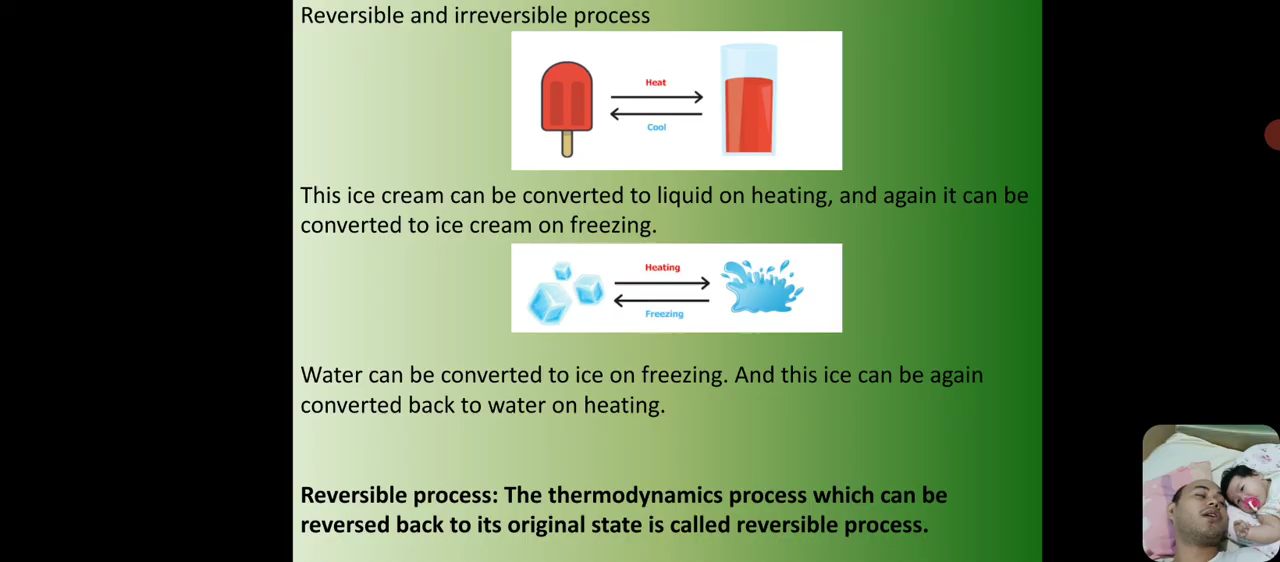 Reversible and irreversible process
Heat
Cool
This ice cream can be converted to liquid on heating, and again it can be
converted to ice cream on freezing.
Heating
Freezing
Water can be converted to ice on freezing. And this ice can be again
converted back to water on heating.
Reversible process: The thermodynamics process which can be
reversed back to its original state is called reversible process.